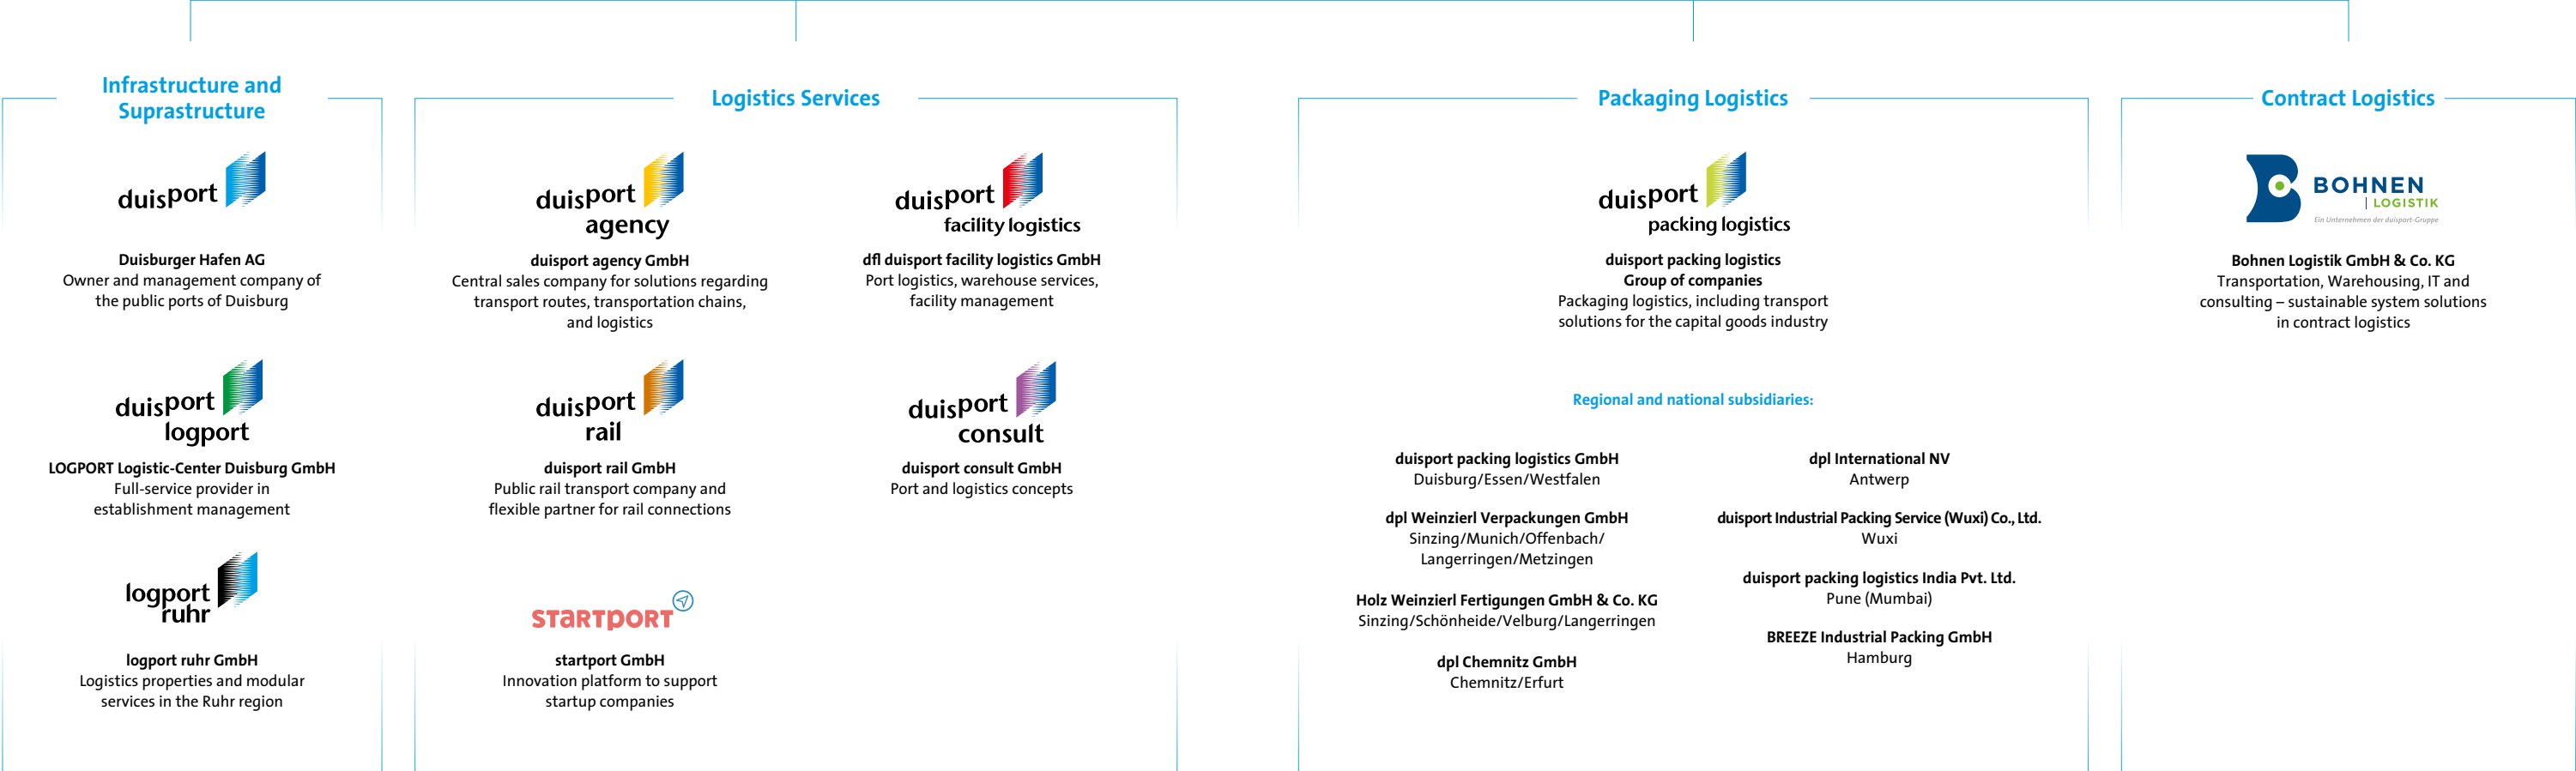 Infrastructure and
Suprastructure
duisport
Duisburger Hafen AG
Owner and management company of
the public ports of Duisburg
duisport
logport
LOGPORT Logistic-Center Duisburg GmbH
Full-service provider in
establishment management
logport
ruhr
logport ruhr GmbH
Logistics properties and modular
services in the Ruhr region
Logistics Services
duisport
agency
duisport agency GmbH
Central sales company for solutions regarding
transport routes, transportation chains,
and logistics
duisport
rail
duisport rail GmbH
Public rail transport company and
flexible partner for rail connections
startport
startport GmbH
Innovation platform to support
startup companies
duisport
facility logistics
dfl duisport facility logistics GmbH
Port logistics, warehouse services,
facility management
duisport
consult
duisport consult GmbH
Port and logistics concepts
Packaging Logistics
duisport
packing logistics
duisport packing logistics
Group of companies
Packaging logistics, including transport
solutions for the capital goods industry
Regional and national subsidiaries:
duisport packing logistics GmbH
Duisburg/Essen/Westfalen
dpl Weinzierl Verpackungen GmbH
Sinzing/Munich/Offenbach/
Langerringen/Metzingen
Holz Weinzierl Fertigungen GmbH & Co. KG
Sinzing/Schönheide/Velburg/Langerringen
dpl Chemnitz GmbH
Chemnitz/Erfurt
dpl International NV
Antwerp
duisport Industrial Packing Service (Wuxi) Co., Ltd.
Wuxi
duisport packing logistics India Pvt. Ltd.
Pune (Mumbai)
BREEZE Industrial Packing GmbH
Hamburg
Contract Logistics
BOHNEN
LOGISTIK
Ein Unternehmen der duisport-Gruppe
Bohnen Logistik GmbH & Co. KG
Transportation, Warehousing, IT and
consulting – sustainable system solutions
in contract logistics